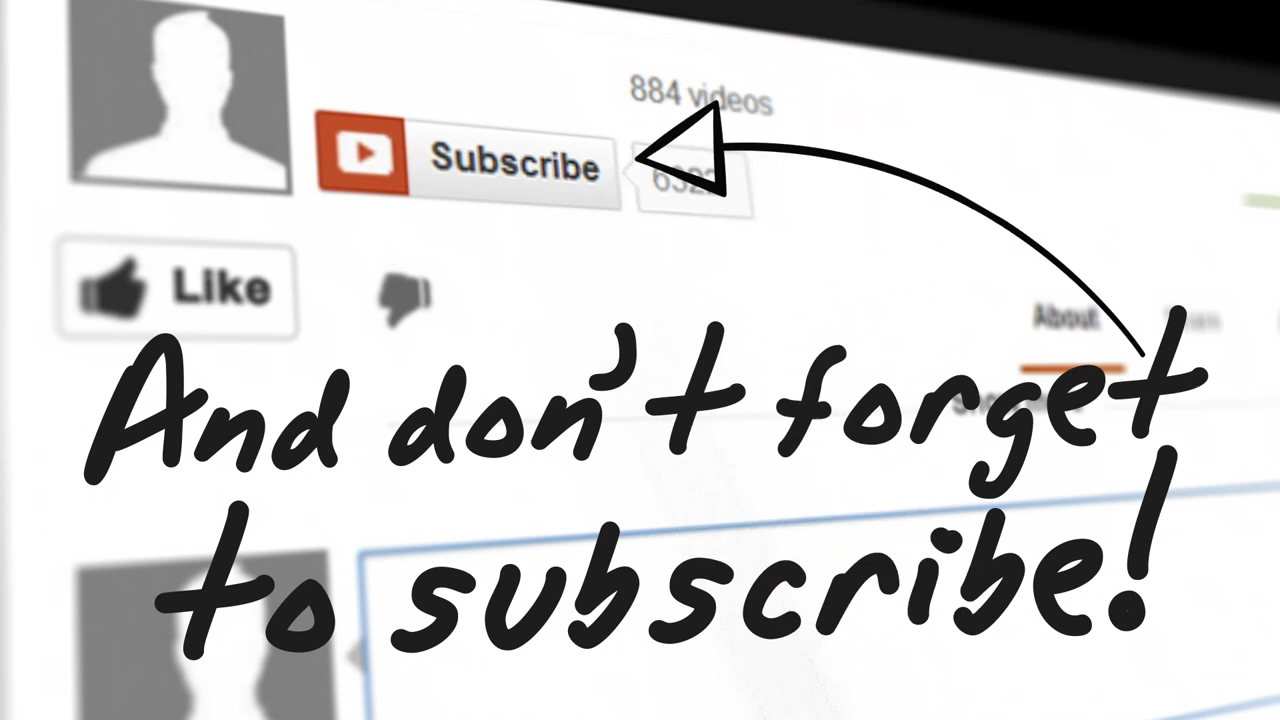 884 videos
Subscribe
Like
About
And don't forget
to subscribe!